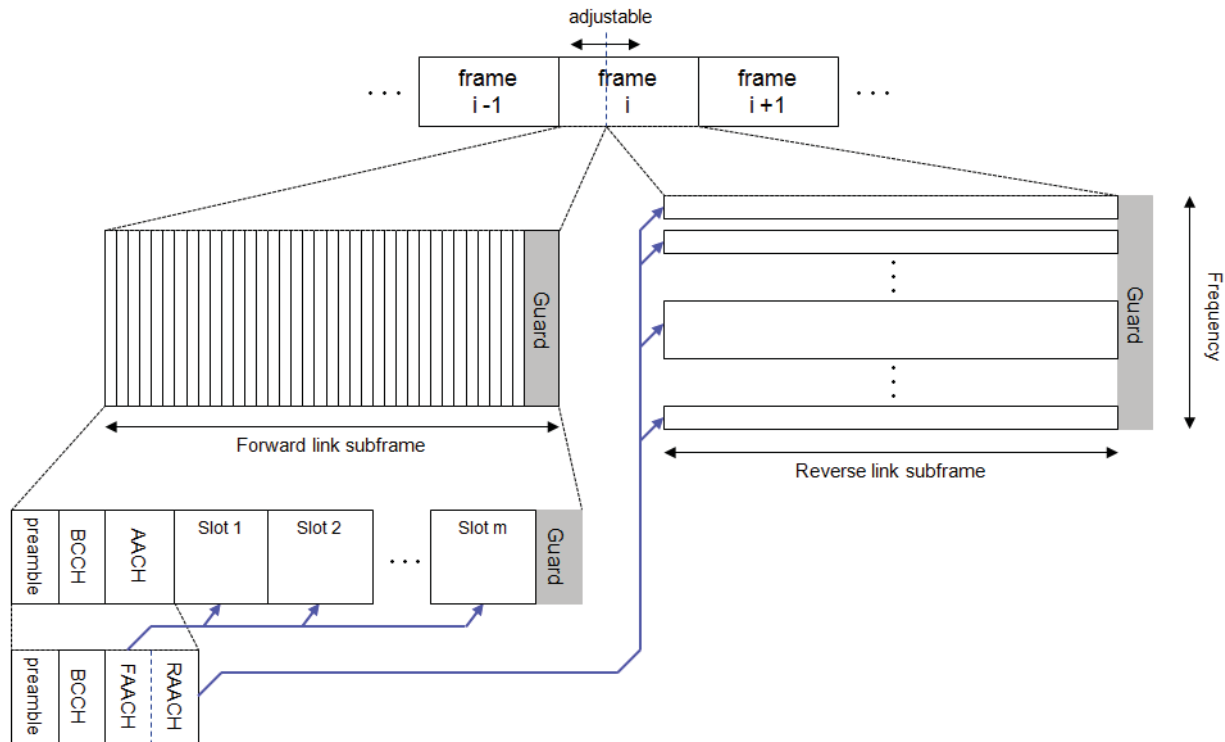 adjustable
frame
i -1
frame
i
frame
i +1
Guard
Forward link subframe
Guard
Frequency
Reverse link subframe
preamble
BCCH
AACH
Slot 1
Slot 2
Slot m
Guard
preamble
BCCH
FAACH
RAACH